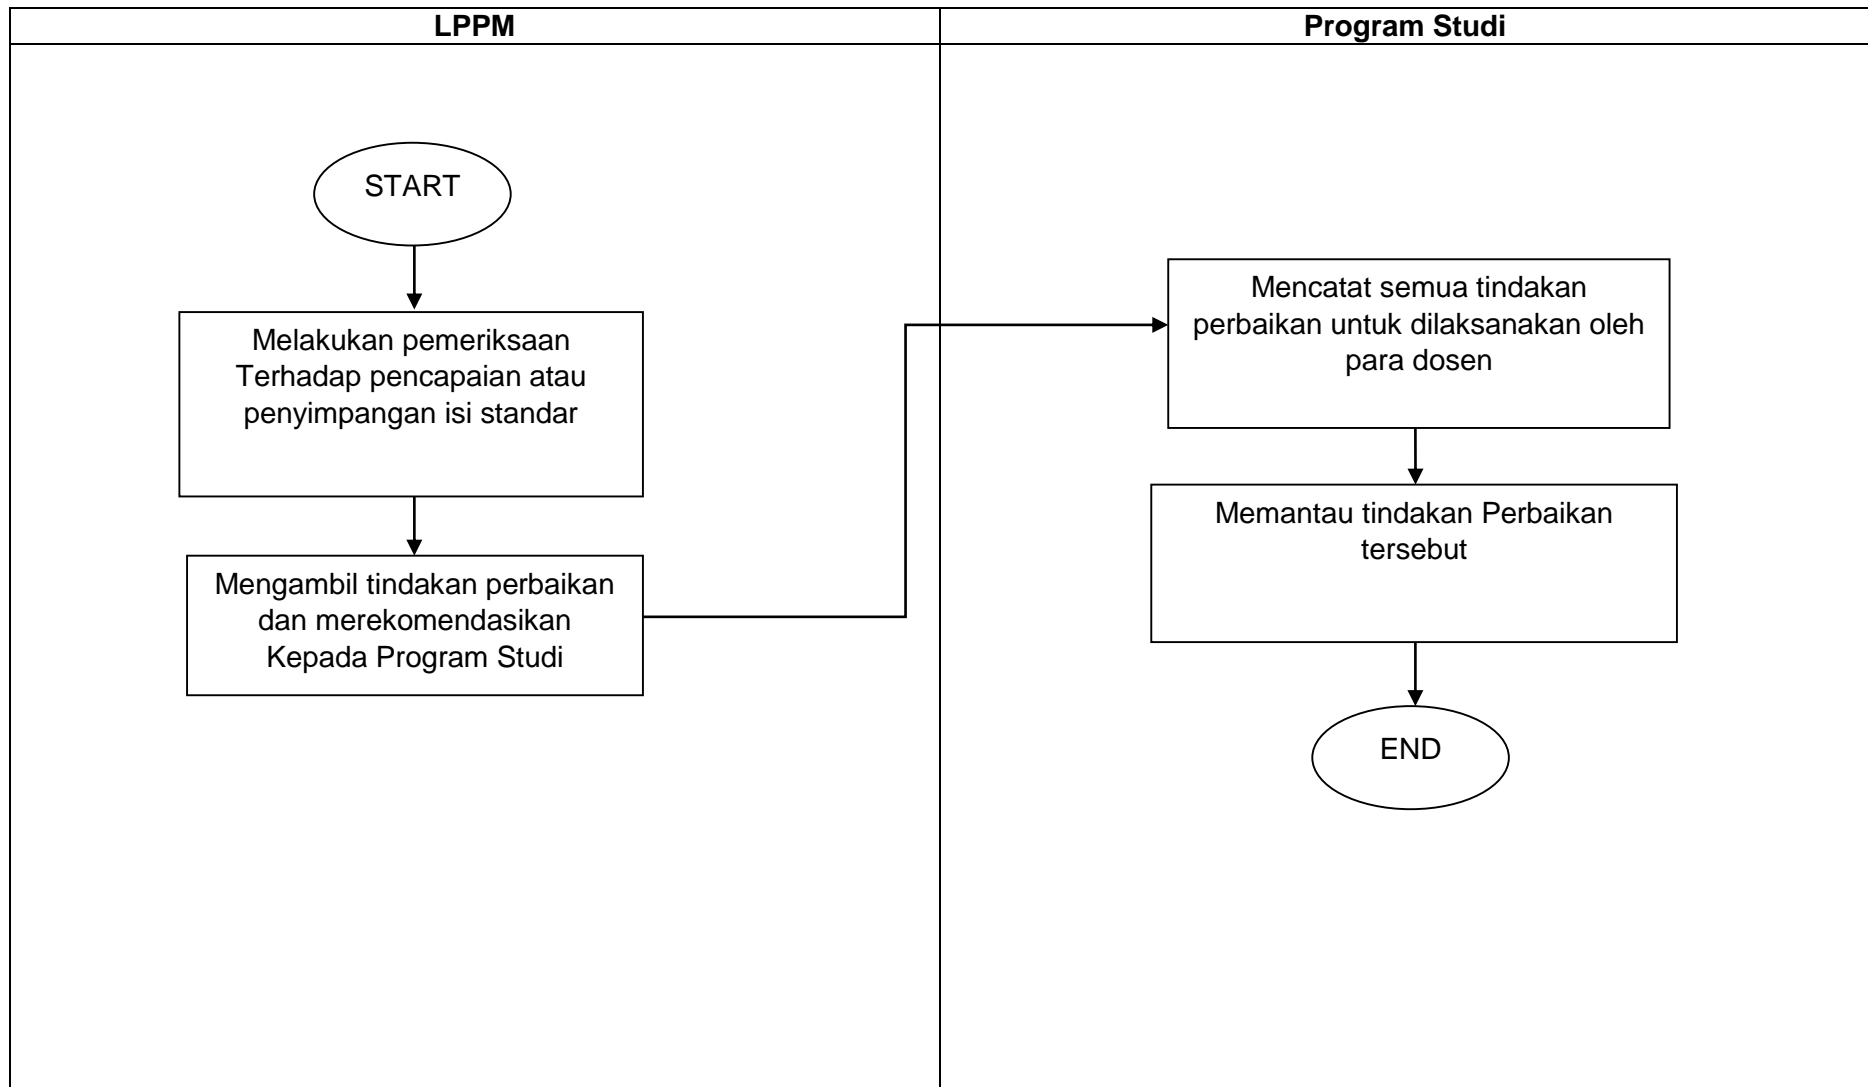 LPPM
Program Studi
START
Melakukan pemeriksaan
Terhadap pencapaian atau
penyimpangan isi standar
Mengambil tindakan perbaikan
dan merekomendasikan
Kepada Program Studi
Mencatat semua tindakan
perbaikan untuk dilaksanakan oleh
para dosen
Memantau tindakan Perbaikan
tersebut
END